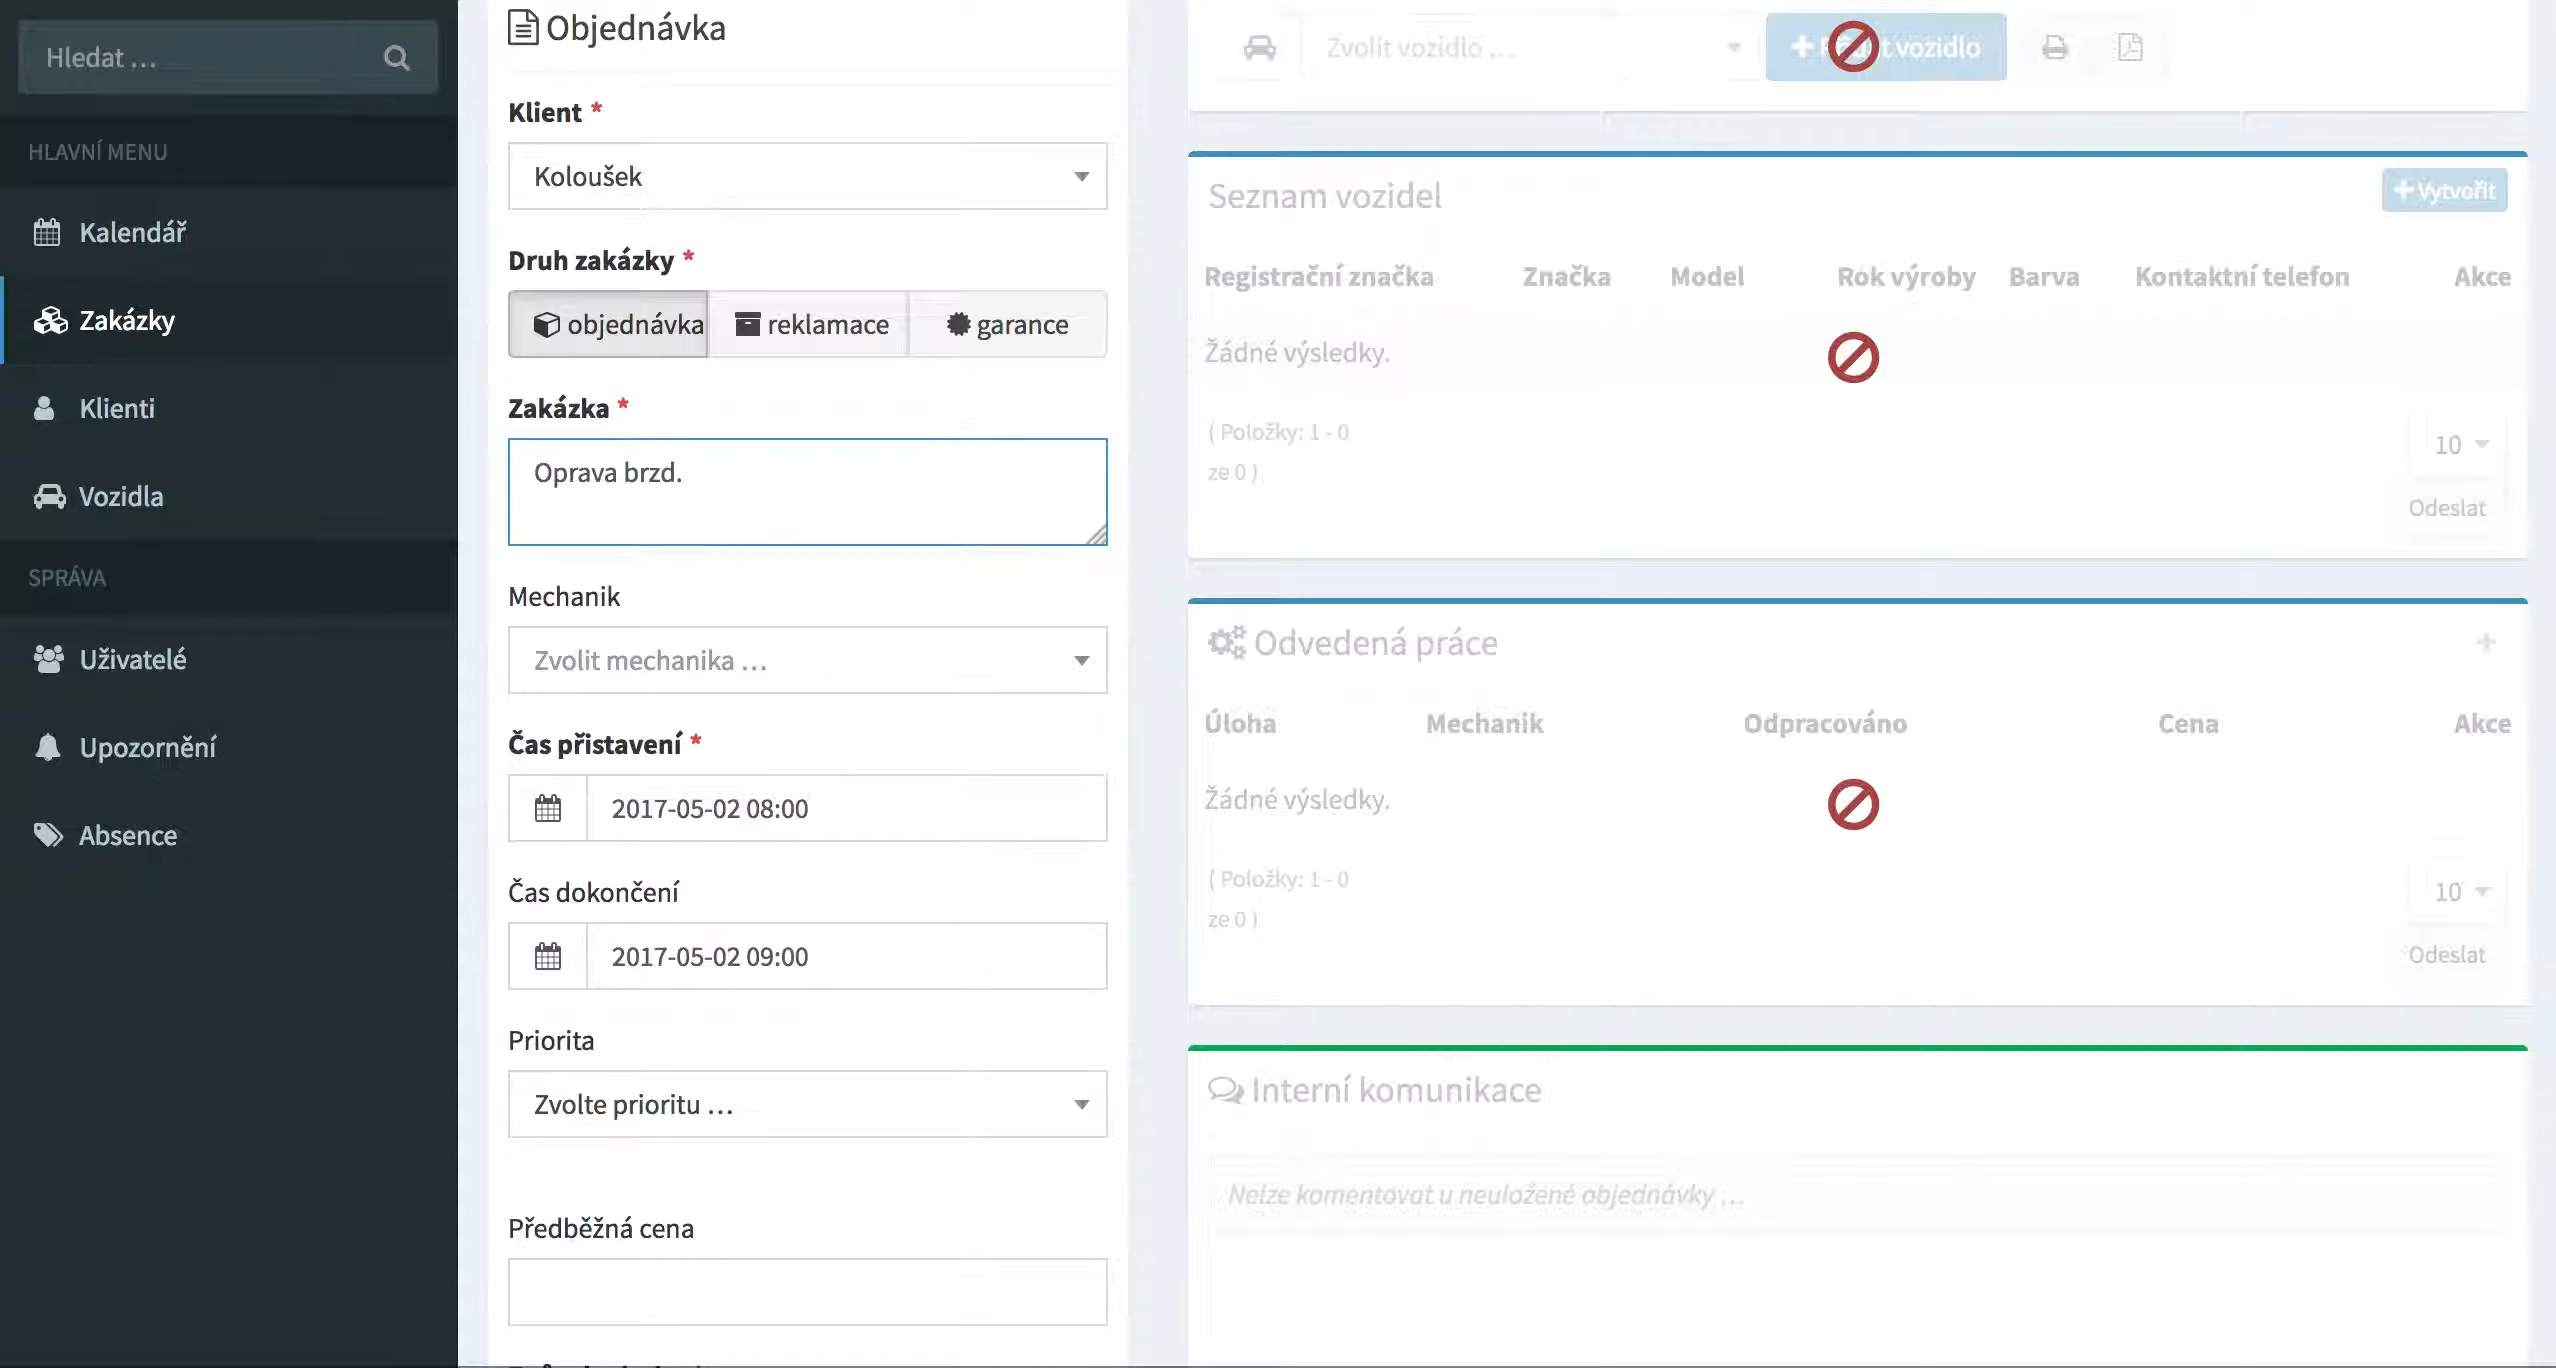 Hledat ...
HLAVNÍ MENU
Kalendář
Zakázky
Klienti
Vozidla
SPRÁVA
Uživatelé
Upozornění
Absence
Objednávka
Klient *
Koloušek
Druh zakázky *
objednávka
reklamace
garance
Zakázka *
Oprava brzd.
Mechanik
Zvolit mechanika ...
Čas přistavení *
2017-05-02 08:00
Čas dokončení
2017-05-02 09:00
Priorita
Zvolte prioritu ...
Předběžná cena
Zvolit vozidlo ...
vozidlo
Seznam vozidel
Vytvořit
Registrační značka Značka Model Rok výroby Barva Kontaktní telefon Akce
Žádné výsledky.
( Položky: 1 - 0
ze 0 )
10
Odeslat
Odvedená práce
Úloha Mechanik Odpracováno Cena Akce
Žádné výsledky.
( Položky: 1 - 0
ze 0 )
10
Odeslat
Interní komunikace
Nelze komentovat u neuložené objednávky ...